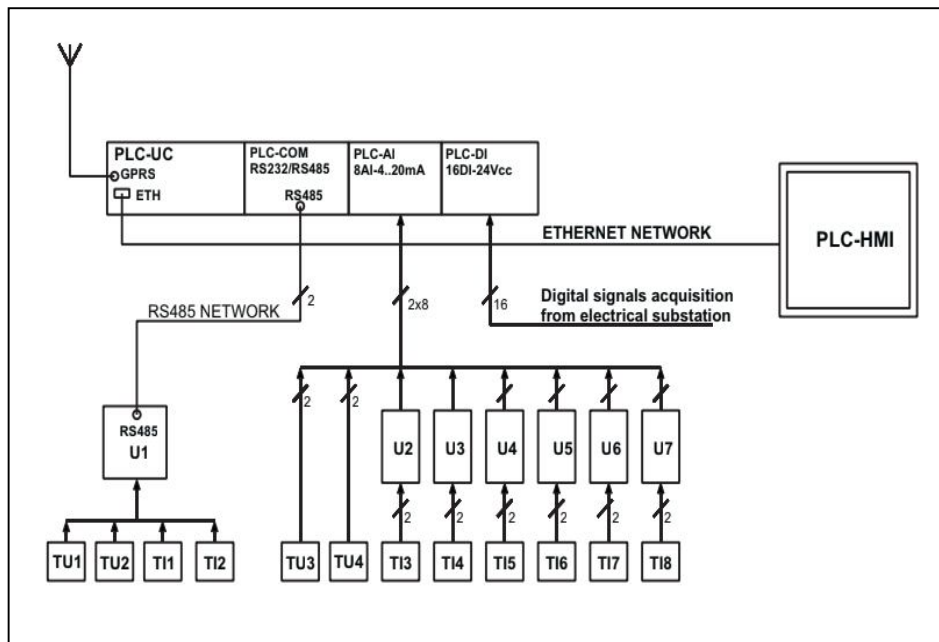 PLC-UC
GPRS
ETH
PLC-COM
RS232/RS485
RS485
PLC-AI
8AI-4..20mA
PLC-DI
16DI-24Vcc
ETHERNET NETWORK
PLC-HMI
2
2x8
16
Digital signals acquisition
from electrical substation
RS485 NETWORK
2
2
RS485
U1
U2
U3
U4
U5
U6
U7
2
2
2
2
2
2
TU1
TU2
TI1
TI2
TU3
TU4
TI3
TI4
TI5
TI6
TI7
TI8